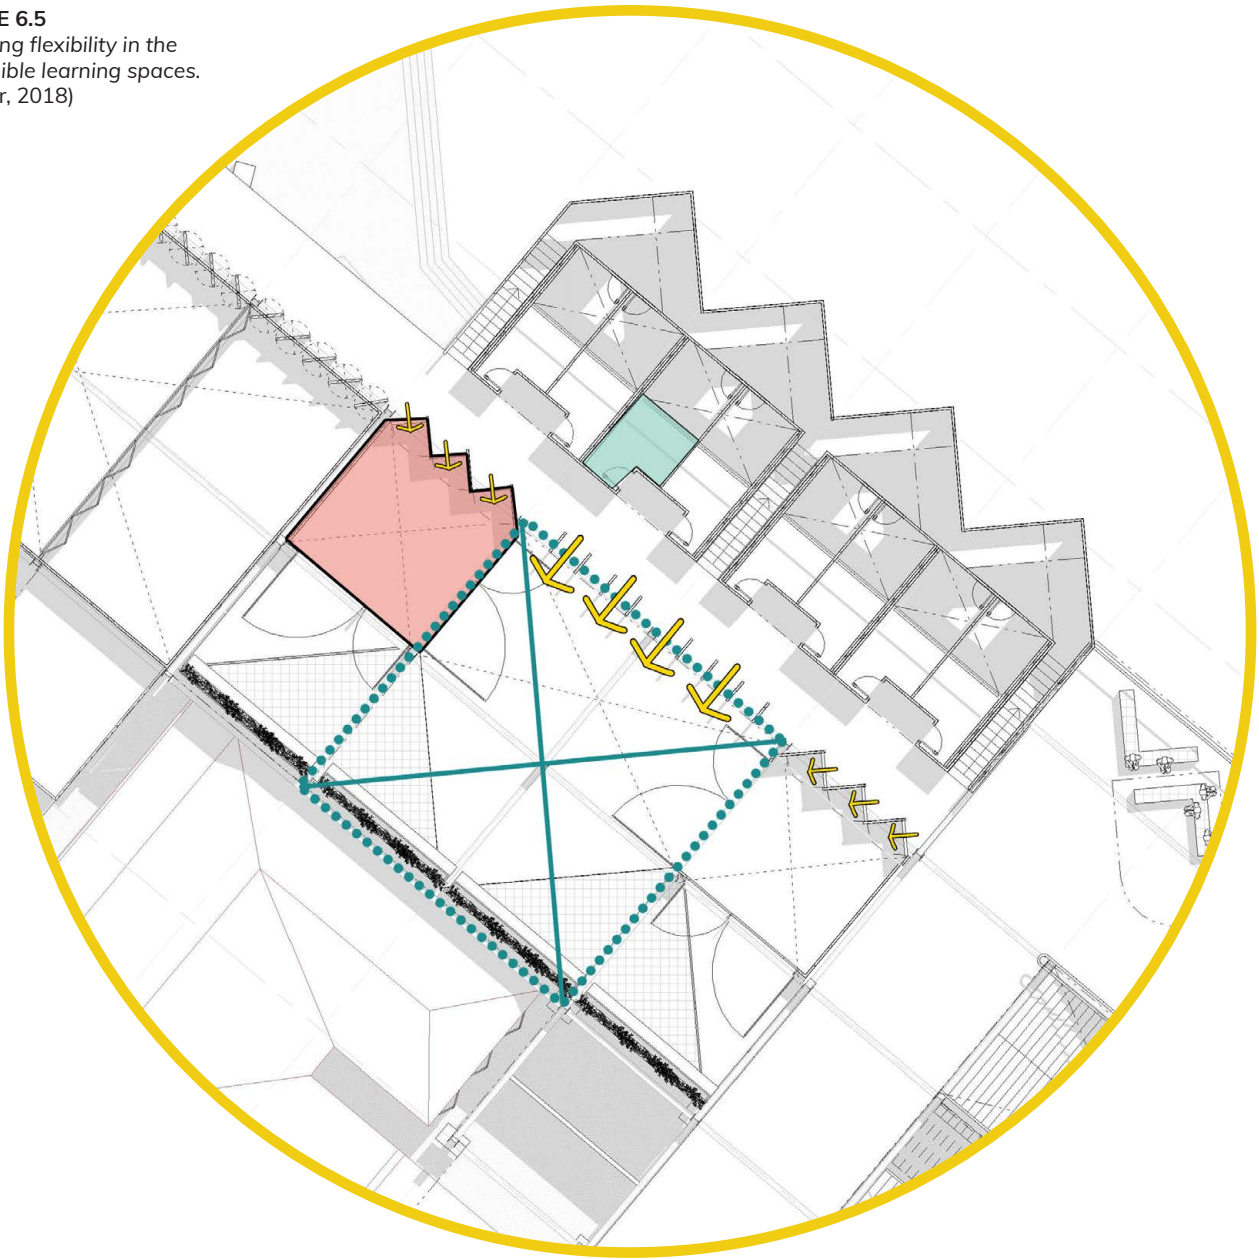 E 6.5
ng flexibility in the
ible learning spaces.
r, 2018)